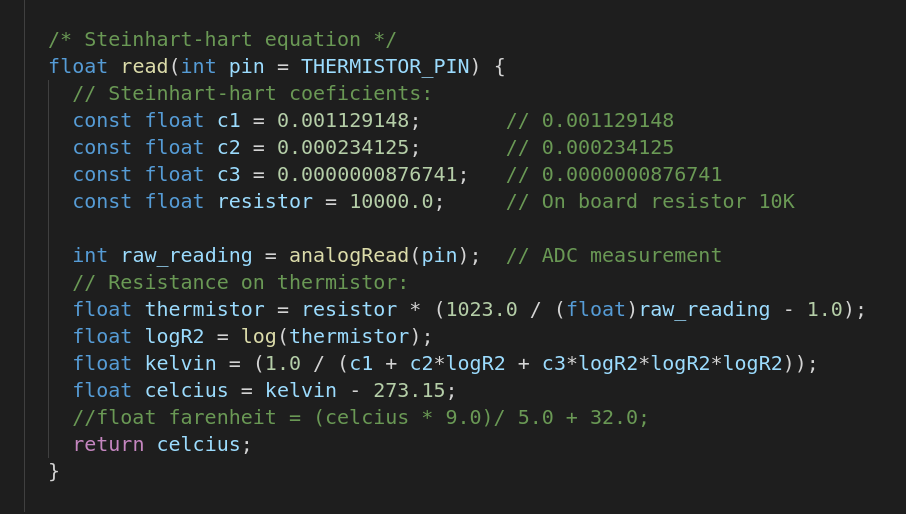 /* Steinhart-hart equation */
float read(int pin = THERMISTOR_PIN) {
  // Steinhart-hart coeficients:
  const float c1 = 0.001129148;       // 0.001129148
  const float c2 = 0.000234125;       // 0.000234125
  const float c3 = 0.0000000876741;   // 0.0000000876741
  const float resistor = 10000.0;     // On board resistor 10K

  int raw_reading = analogRead(pin);  // ADC measurement
  // Resistance on thermistor:
  float thermistor = resistor * (1023.0 / (float)raw_reading - 1.0);
  float logR2 = log(thermistor);
  float kelvin = (1.0 / (c1 + c2*logR2 + c3*logR2*logR2*logR2));
  float celcius = kelvin - 273.15;
  //float farenheit = (celcius * 9.0)/ 5.0 + 32.0;
  return celcius;
}